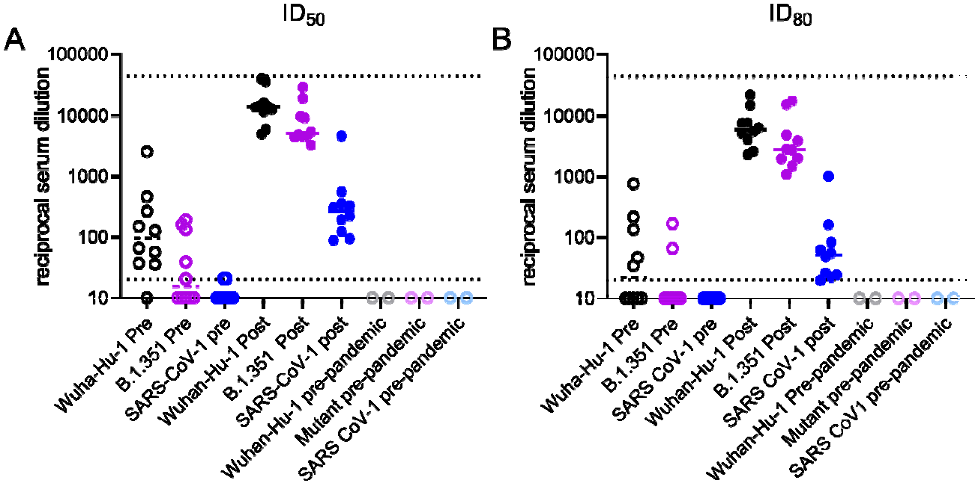 ID50
A
reciprocal serum dilution
100000
10000
1000
100
10
Wuha-Hu-1 Pre
B.1.351 Pre
SARS-CoV-1 pre
Wuhan-Hu-1 Post
B.1.351 Post
SARS-CoV-1 post
Wuhan-Hu-1 pre-pandemic
Mutant pre-pandemic
SARS CoV-1 pre-pandemic
ID80
B
reciprocal serum dilution
100000
10000
1000
100
10
Wuha-Hu-1 Pre
B.1.351 Pre
SARS CoV-1 pre
Wuhan-Hu-1 Post
B.1.351 Post
SARS CoV-1 post
Wuhan-Hu-1 Pre-pandemic
Mutant pre-pandemic
SARS CoV1 pre-pandemic